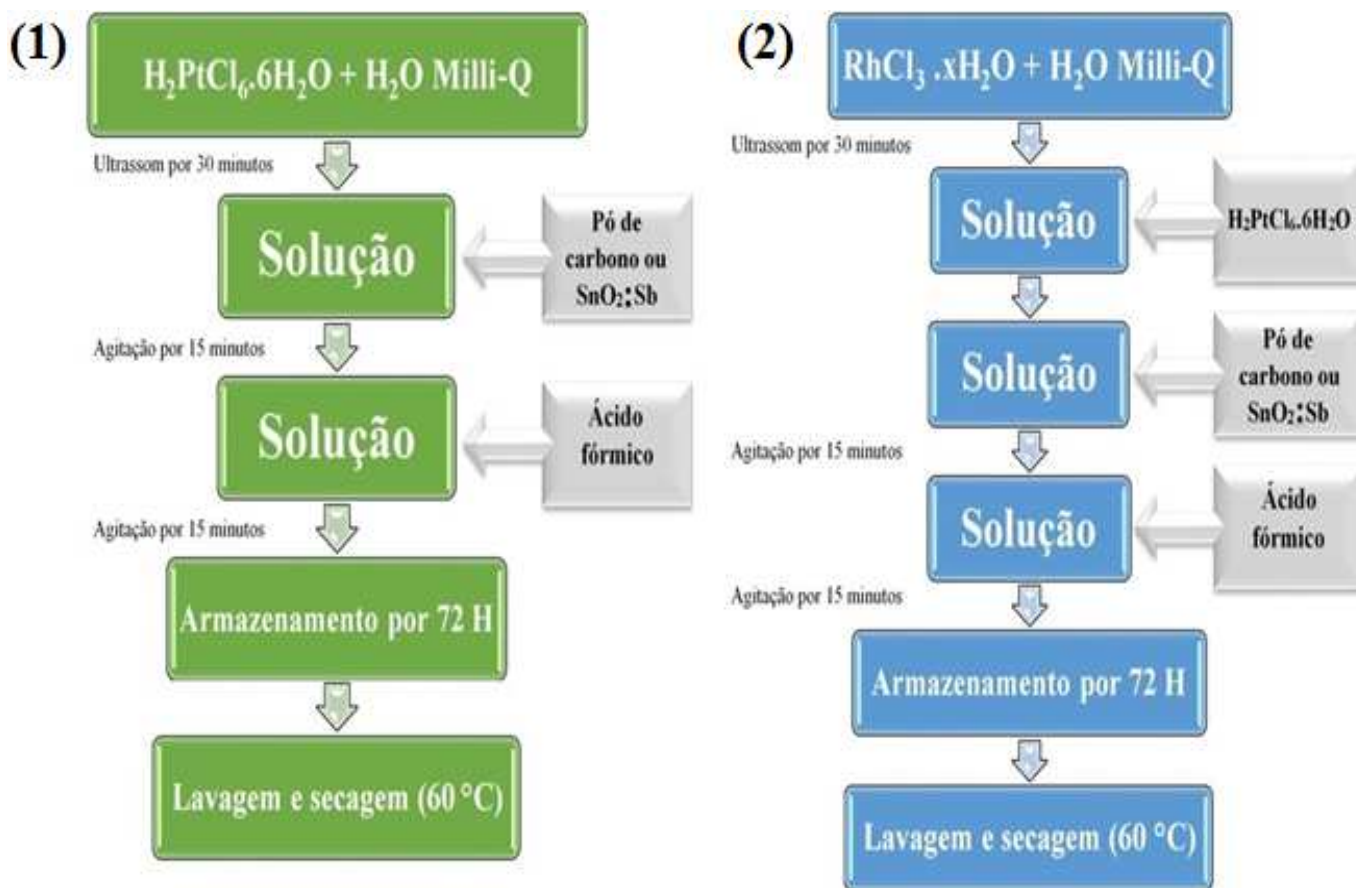 (1)
H₂PtCl₆.6H₂O + H₂O Milli-Q
Ultrassom por 30 minutos
Solução
Pó de
carbono ou
SnO₂:Sb
Agitação por 15 minutos
Solução
Ácido
fórmico
Agitação por 15 minutos
Armazenamento por 72 H
Lavagem e secagem (60 °C)
(2)
RhCl₃ .xH₂O + H₂O Milli-Q
Ultrassom por 30 minutos
Solução
H₂PtCl₆.6H₂O
Solução
Pó de
carbono ou
SnO₂:Sb
Agitação por 15 minutos
Solução
Ácido
fórmico
Agitação por 15 minutos
Armazenamento por 72 H
Lavagem e secagem (60 °C)